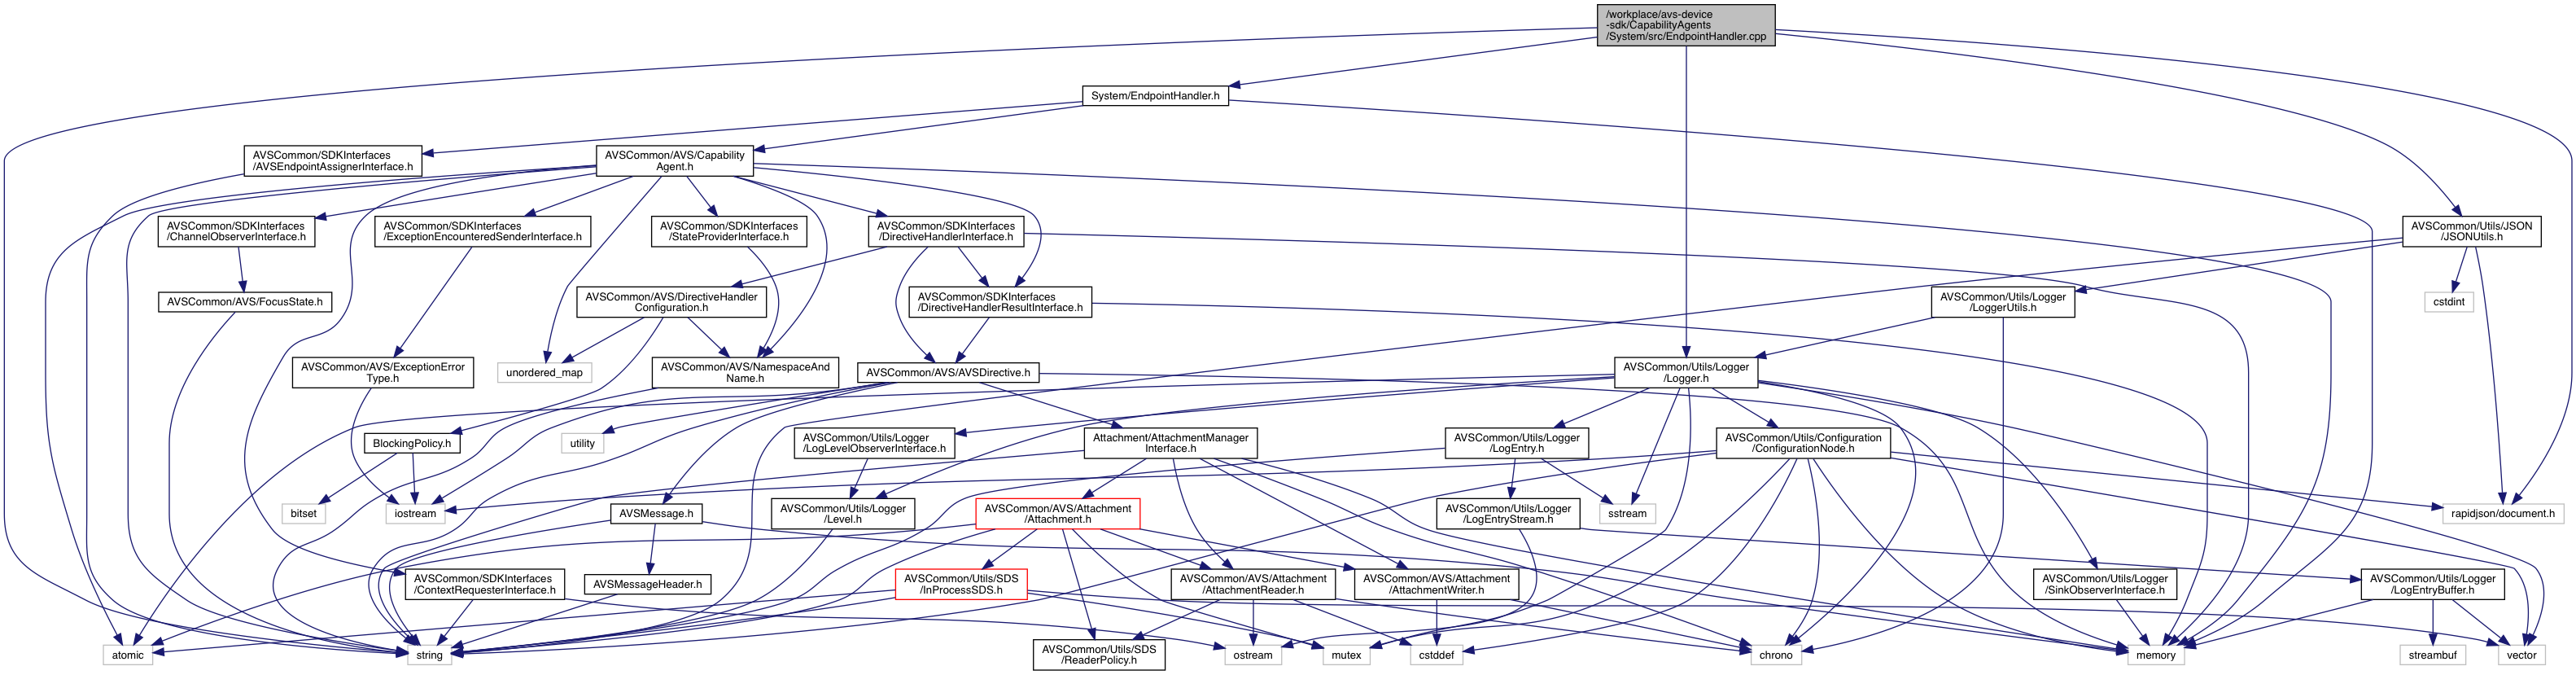 /workplace/avs-device
-sdk/CapabilityAgents
/System/src/EndpointHandler.cpp
System/EndpointHandler.h
AVSCommon/SDKInterfaces
/AVSEndpointAssignerInterface.h
AVSCommon/AVS/Capability
Agent.h
AVSCommon/SDKInterfaces
/ChannelObserverInterface.h
AVSCommon/SDKInterfaces
/ExceptionEncounteredSenderInterface.h
AVSCommon/SDKInterfaces
/StateProviderInterface.h
AVSCommon/SDKInterfaces
/DirectiveHandlerInterface.h
AVSCommon/Utils/JSON
/JSONUtils.h
AVSCommon/AVS/FocusState.h
AVSCommon/AVS/DirectiveHandler
Configuration.h
AVSCommon/SDKInterfaces
/DirectiveHandlerResultInterface.h
AVSCommon/Utils/Logger
/LoggerUtils.h
cstdint
AVSCommon/AVS/ExceptionError
Type.h
unordered_map
AVSCommon/AVS/NamespaceAnd
Name.h
AVSCommon/AVS/AVSDirective.h
AVSCommon/Utils/Logger
/Logger.h
BlockingPolicy.h
utility
AVSCommon/Utils/Logger
/LogLevelObserverInterface.h
Attachment/AttachmentManager
Interface.h
AVSCommon/Utils/Logger
/LogEntry.h
AVSCommon/Utils/Configuration
/ConfigurationNode.h
bitset
iostream
AVSMessage.h
AVSCommon/Utils/Logger
/Level.h
AVSCommon/AVS/Attachment
/Attachment.h
AVSCommon/Utils/Logger
/LogEntryStream.h
sstream
rapidjson/document.h
AVSCommon/SDKInterfaces
/ContextRequesterInterface.h
AVSMessageHeader.h
AVSCommon/Utils/SDS
/InProcessSDS.h
AVSCommon/AVS/Attachment
/AttachmentReader.h
AVSCommon/AVS/Attachment
/AttachmentWriter.h
AVSCommon/Utils/Logger
/SinkObserverInterface.h
AVSCommon/Utils/Logger
/LogEntryBuffer.h
atomic
string
AVSCommon/Utils/SDS
/ReaderPolicy.h
ostream
mutex
cstddef
chrono
memory
streambuf
vector